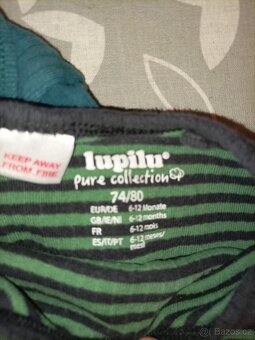 KEEP AWAY
FROM FIRE
lupilu®
pure collection
74/80
EUR/DE 6-12 Monate
GB/IE/NI 6-12 months
FR 6-12 mois
ES/IT/PT 6-12 meses/
mesi
Bazoš.cz